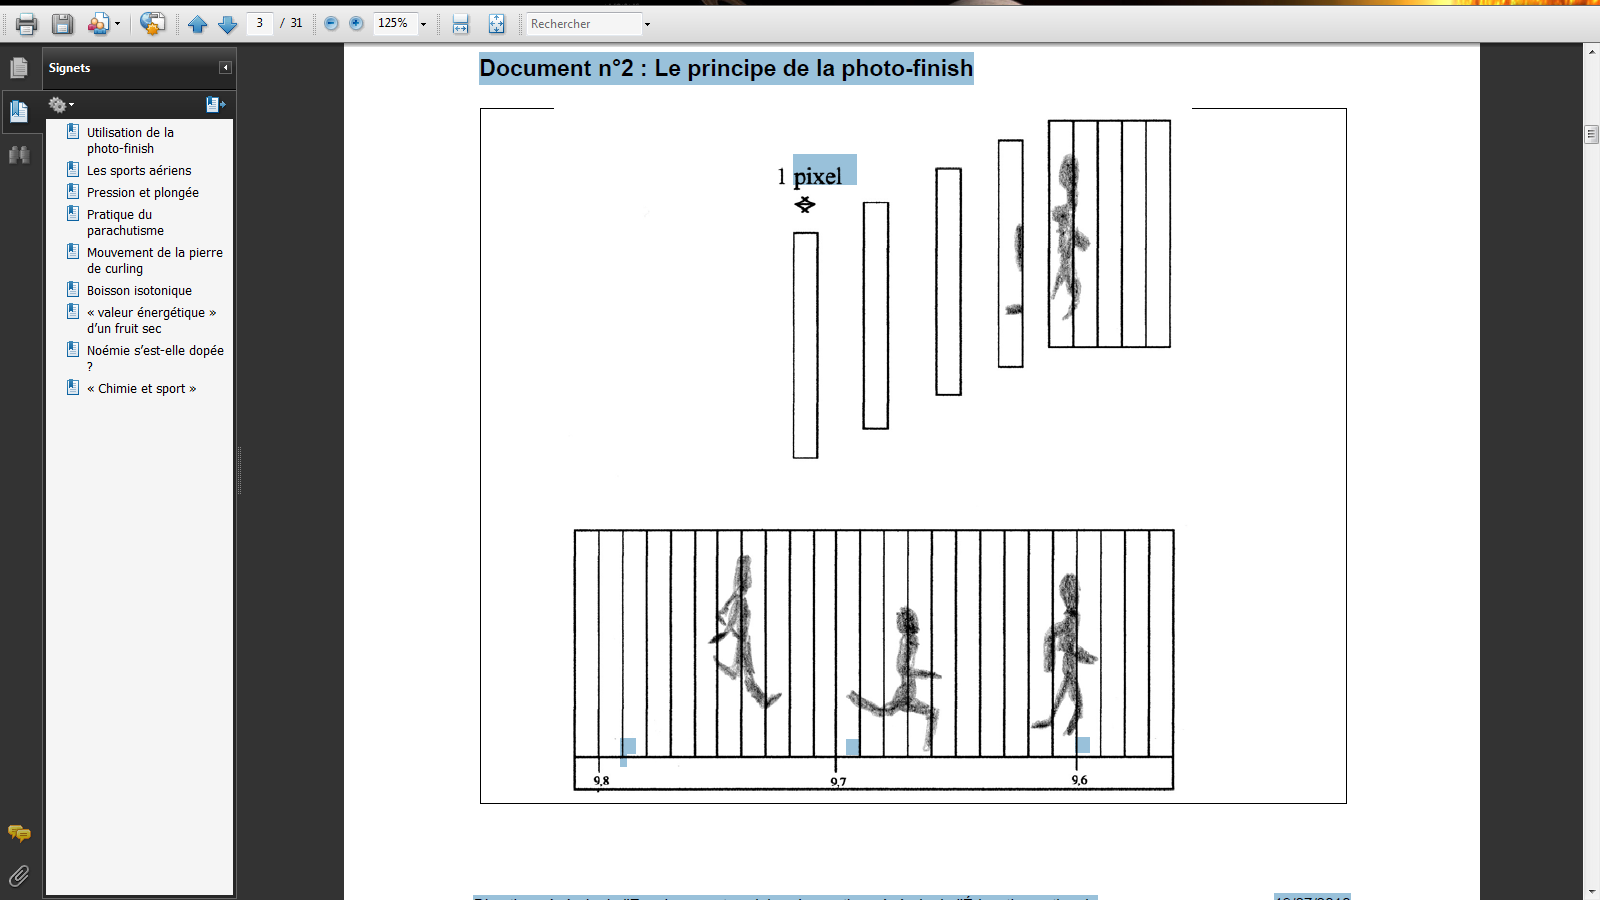 3 / 31
125%
Rechercher
Signets
Utilisation de la
photo-finish
Les sports aériens
Pression et plongée
Pratique du
parachutisme
Mouvement de la pierre
de curling
Boisson isotonique
« valeur énergétique »
d’un fruit sec
Noémie s’est-elle dopée
?
« Chimie et sport »
Document n°2 : Le principe de la photo-finish
1 pixel
9,8
9,7
9,6